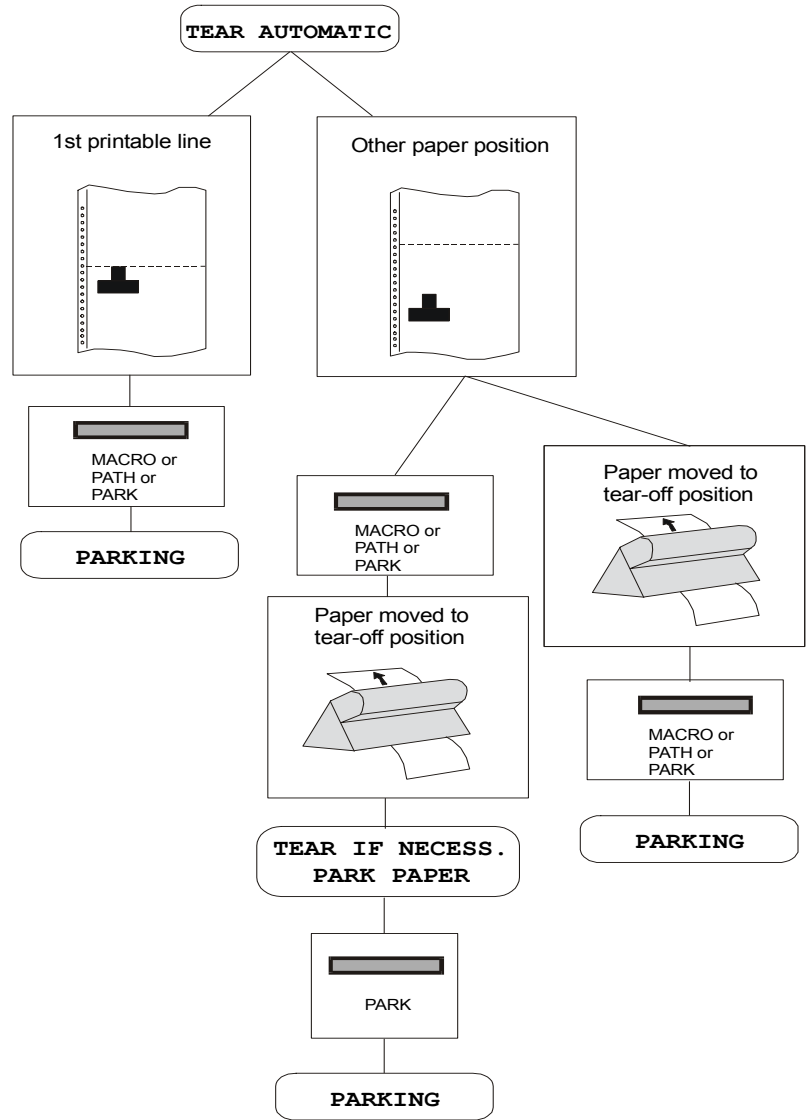 TEAR AUTOMATIC
1st printable line
Other paper position
MACRO or
PATH or
PARK
PARKING
MACRO or
PATH or
PARK
Paper moved to
tear-off position
TEAR IF NECESS.
PARK PAPER
PARK
PARKING
Paper moved to
tear-off position
MACRO or
PATH or
PARK
PARKING